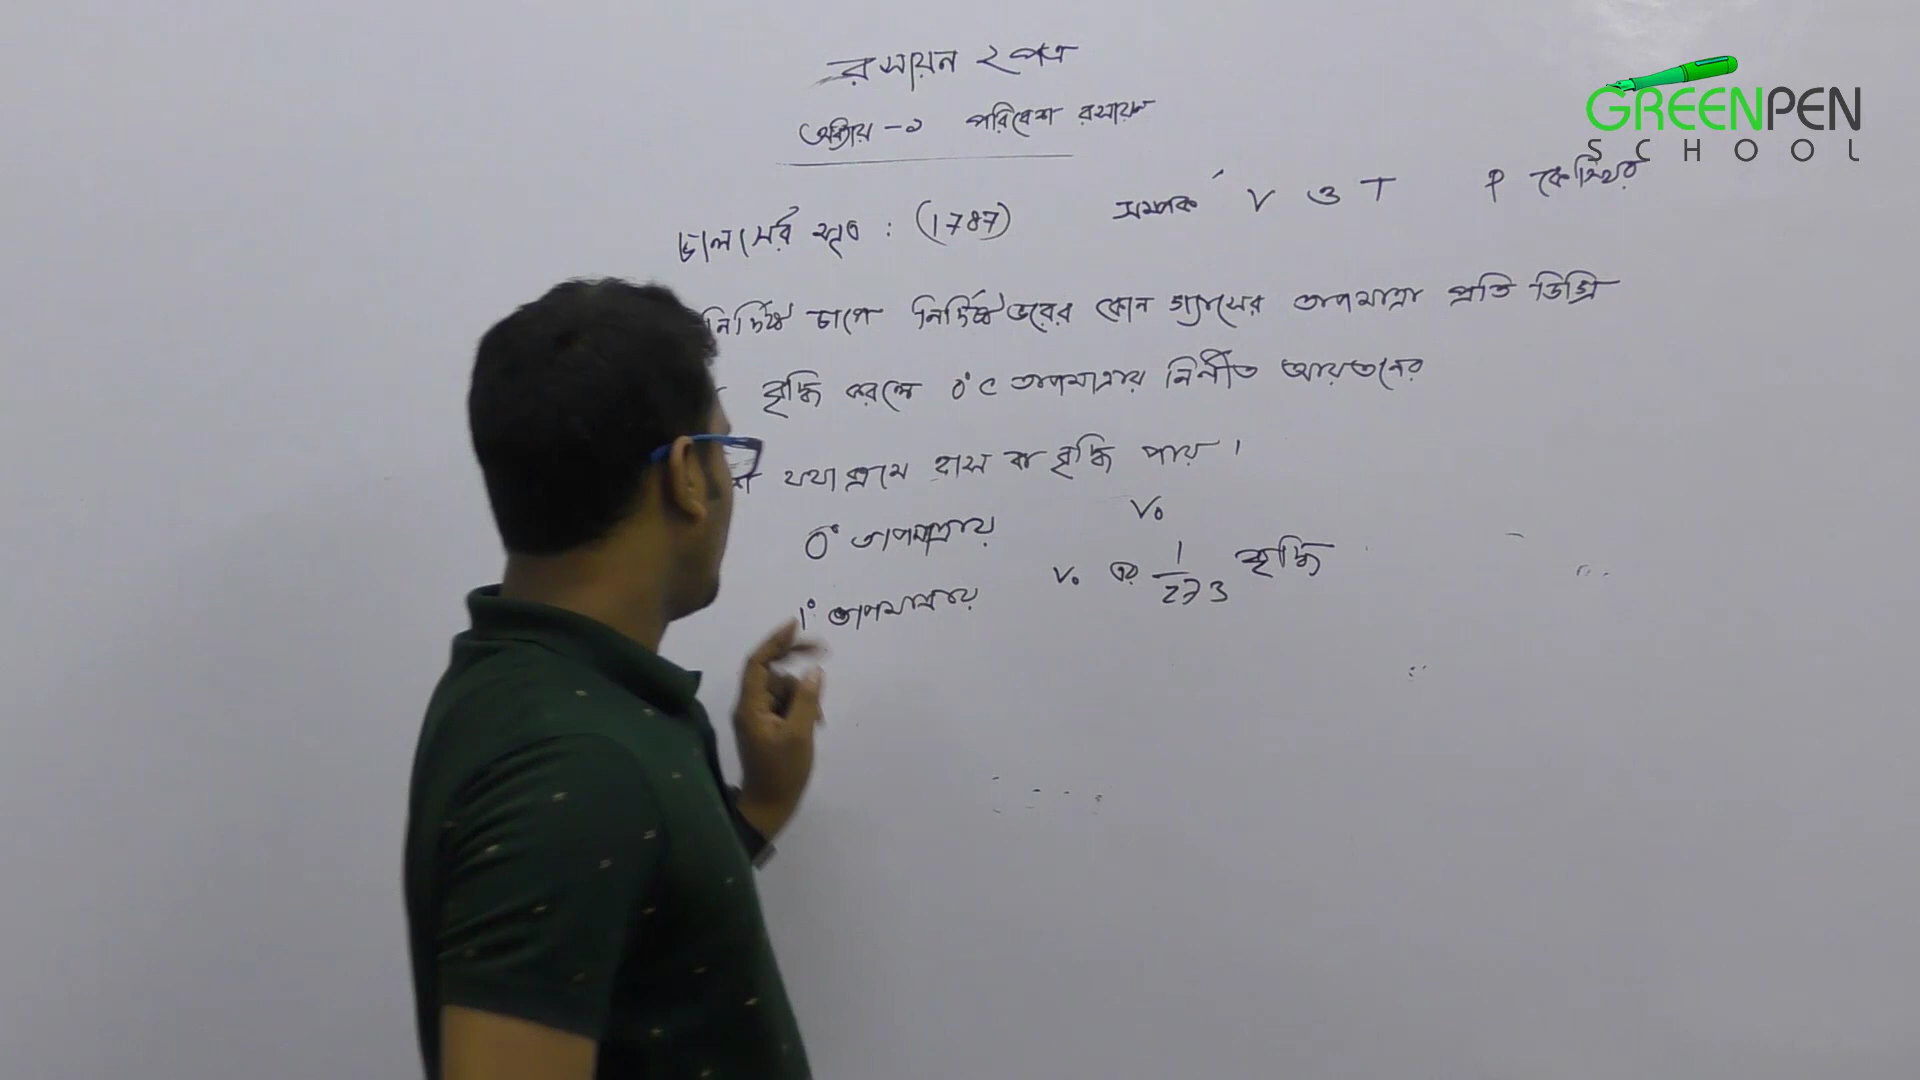 রসায়ন ২ পত্র
অধ্যায় -১ পরিবেশ রসায়ন
GREENPEN
SCHOOL
চার্লসের সূত্র : (1787) সম্পর্ক V ও T P কে স্থির
নির্দিষ্ট চাপে নির্দিষ্ট ভরের কোন গ্যাসের তাপমাত্রা প্রতি ডিগ্রি
বৃদ্ধি করলে 0°C তাপমাত্রায় নির্ণীত আয়তনের
যথাক্রমে হ্রাস বা বৃদ্ধি পায় ।
0° তাপমাত্রায় V₀
1° তাপমাত্রায় V₀ এর 1/273 বৃদ্ধি